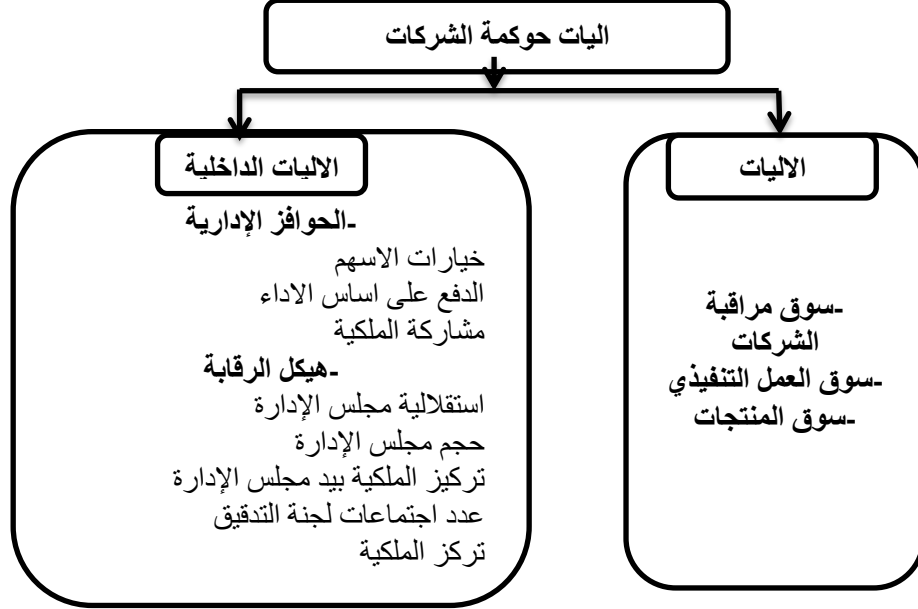 اليات حوكمة الشركات
الاليات الداخلية
-الحوافز الإدارية
خيارات الاسهم
الدفع على اساس الاداء
مشاركة الملكية
-هيكل الرقابة
استقلالية مجلس الإدارة
حجم مجلس الإدارة
تركيز الملكية بيد مجلس الإدارة
عدد اجتماعات لجنة التدقيق
تركز الملكية
الاليات
-سوق مراقبة
الشركات
-سوق العمل التنفيذي
-سوق المنتجات